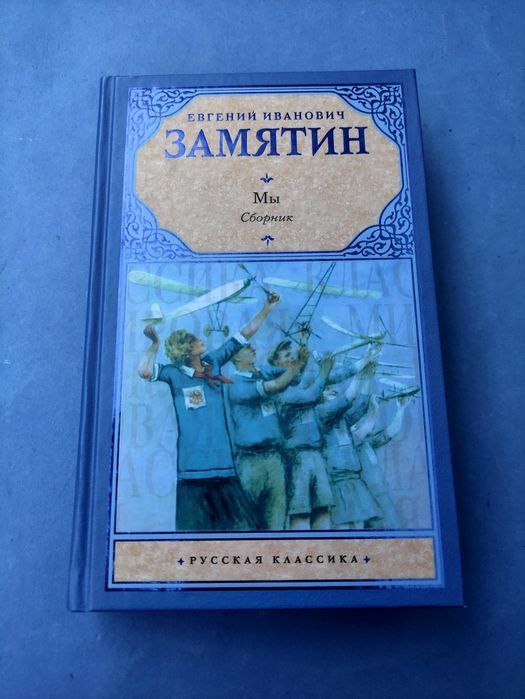 ЕВГЕНИЙ ИВАНОВИЧ
ЗАМЯТИН
Мы
Сборник
РУССКАЯ КЛАССИКА